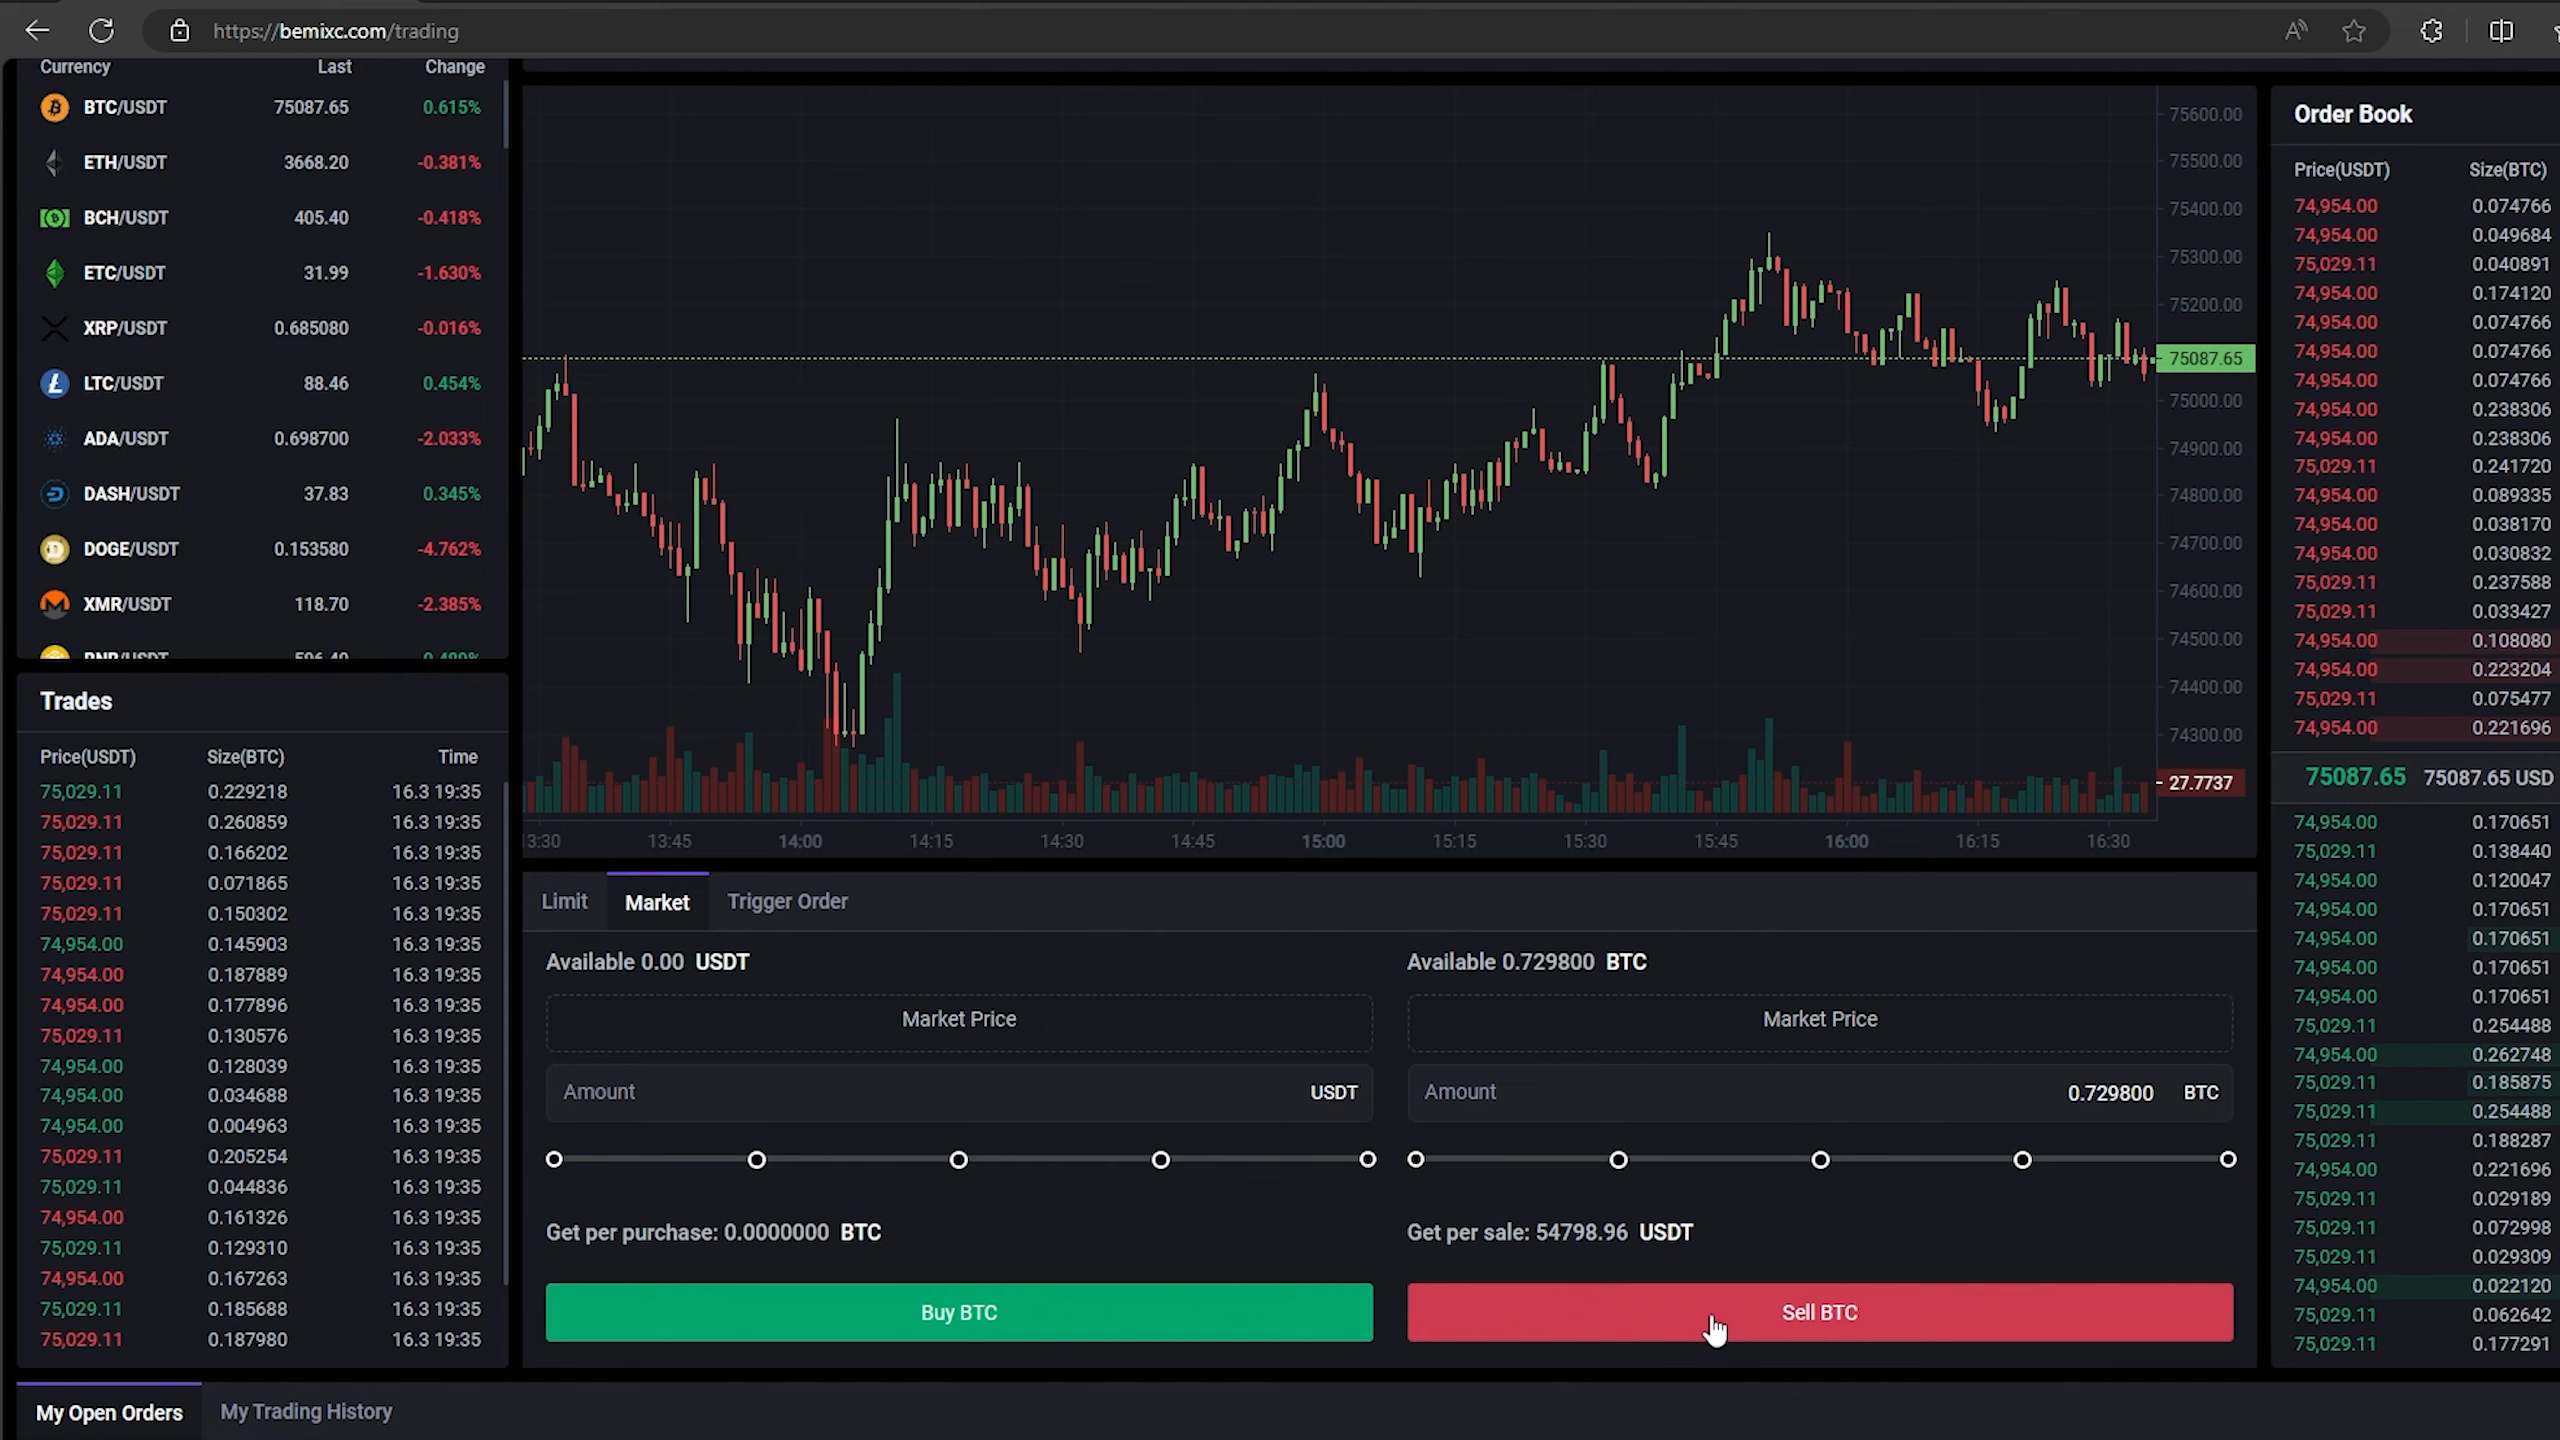 https://bemixc.com/trading
Currency Last Change
BTC/USDT 75087.65 0.615%
ETH/USDT 3668.20 -0.381%
BCH/USDT 405.40 -0.418%
ETC/USDT 31.99 -1.630%
XRP/USDT 0.685080 -0.016%
LTC/USDT 88.46 0.454%
ADA/USDT 0.698700 -2.033%
DASH/USDT 37.83 0.345%
DOGE/USDT 0.153580 -4.762%
XMR/USDT 118.70 -2.385%
Trades
Price(USDT) Size(BTC) Time
75,029.11 0.229218 16.3 19:35
75,029.11 0.260859 16.3 19:35
75,029.11 0.166202 16.3 19:35
75,029.11 0.071865 16.3 19:35
75,029.11 0.150302 16.3 19:35
74,954.00 0.145903 16.3 19:35
74,954.00 0.187889 16.3 19:35
74,954.00 0.177896 16.3 19:35
75,029.11 0.130576 16.3 19:35
74,954.00 0.128039 16.3 19:35
74,954.00 0.034688 16.3 19:35
74,954.00 0.004963 16.3 19:35
75,029.11 0.205254 16.3 19:35
75,029.11 0.044836 16.3 19:35
74,954.00 0.161326 16.3 19:35
75,029.11 0.129310 16.3 19:35
74,954.00 0.167263 16.3 19:35
75,029.11 0.185688 16.3 19:35
75,029.11 0.187980 16.3 19:35
75600.00
75500.00
75400.00
75300.00
75200.00
75087.65
75000.00
74900.00
74800.00
74700.00
74600.00
74500.00
74400.00
74300.00
27.7737
3:30 13:45 14:00 14:15 14:30 14:45 15:00 15:15 15:30 15:45 16:00 16:15 16:30
Limit Market Trigger Order
Available 0.00 USDT
Market Price
Amount USDT
Get per purchase: 0.0000000 BTC
Buy BTC
Available 0.729800 BTC
Market Price
Amount 0.729800 BTC
Get per sale: 54798.96 USDT
Sell BTC
Order Book
Price(USDT) Size(BTC)
74,954.00 0.074766
74,954.00 0.049684
75,029.11 0.040891
74,954.00 0.174120
74,954.00 0.074766
74,954.00 0.074766
74,954.00 0.074766
74,954.00 0.238306
74,954.00 0.238306
75,029.11 0.241720
74,954.00 0.089335
74,954.00 0.038170
74,954.00 0.030832
75,029.11 0.237588
75,029.11 0.033427
74,954.00 0.108080
74,954.00 0.223204
75,029.11 0.075477
74,954.00 0.221696
75087.65 75087.65 USD
74,954.00 0.170651
75,029.11 0.138440
74,954.00 0.120047
74,954.00 0.170651
74,954.00 0.170651
74,954.00 0.170651
74,954.00 0.170651
75,029.11 0.254488
74,954.00 0.262748
75,029.11 0.185875
75,029.11 0.254488
75,029.11 0.188287
74,954.00 0.221696
75,029.11 0.029189
75,029.11 0.072998
75,029.11 0.029309
74,954.00 0.022120
75,029.11 0.062642
75,029.11 0.177291
My Open Orders My Trading History